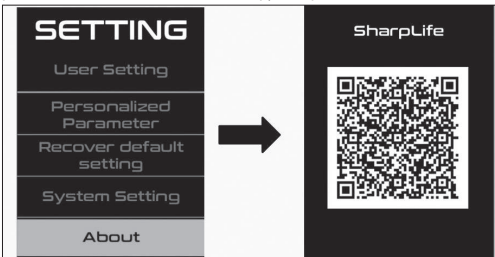 SETTING
User Setting
Personalized
Parameter
Recover default
setting
System Setting
About
SharpLife